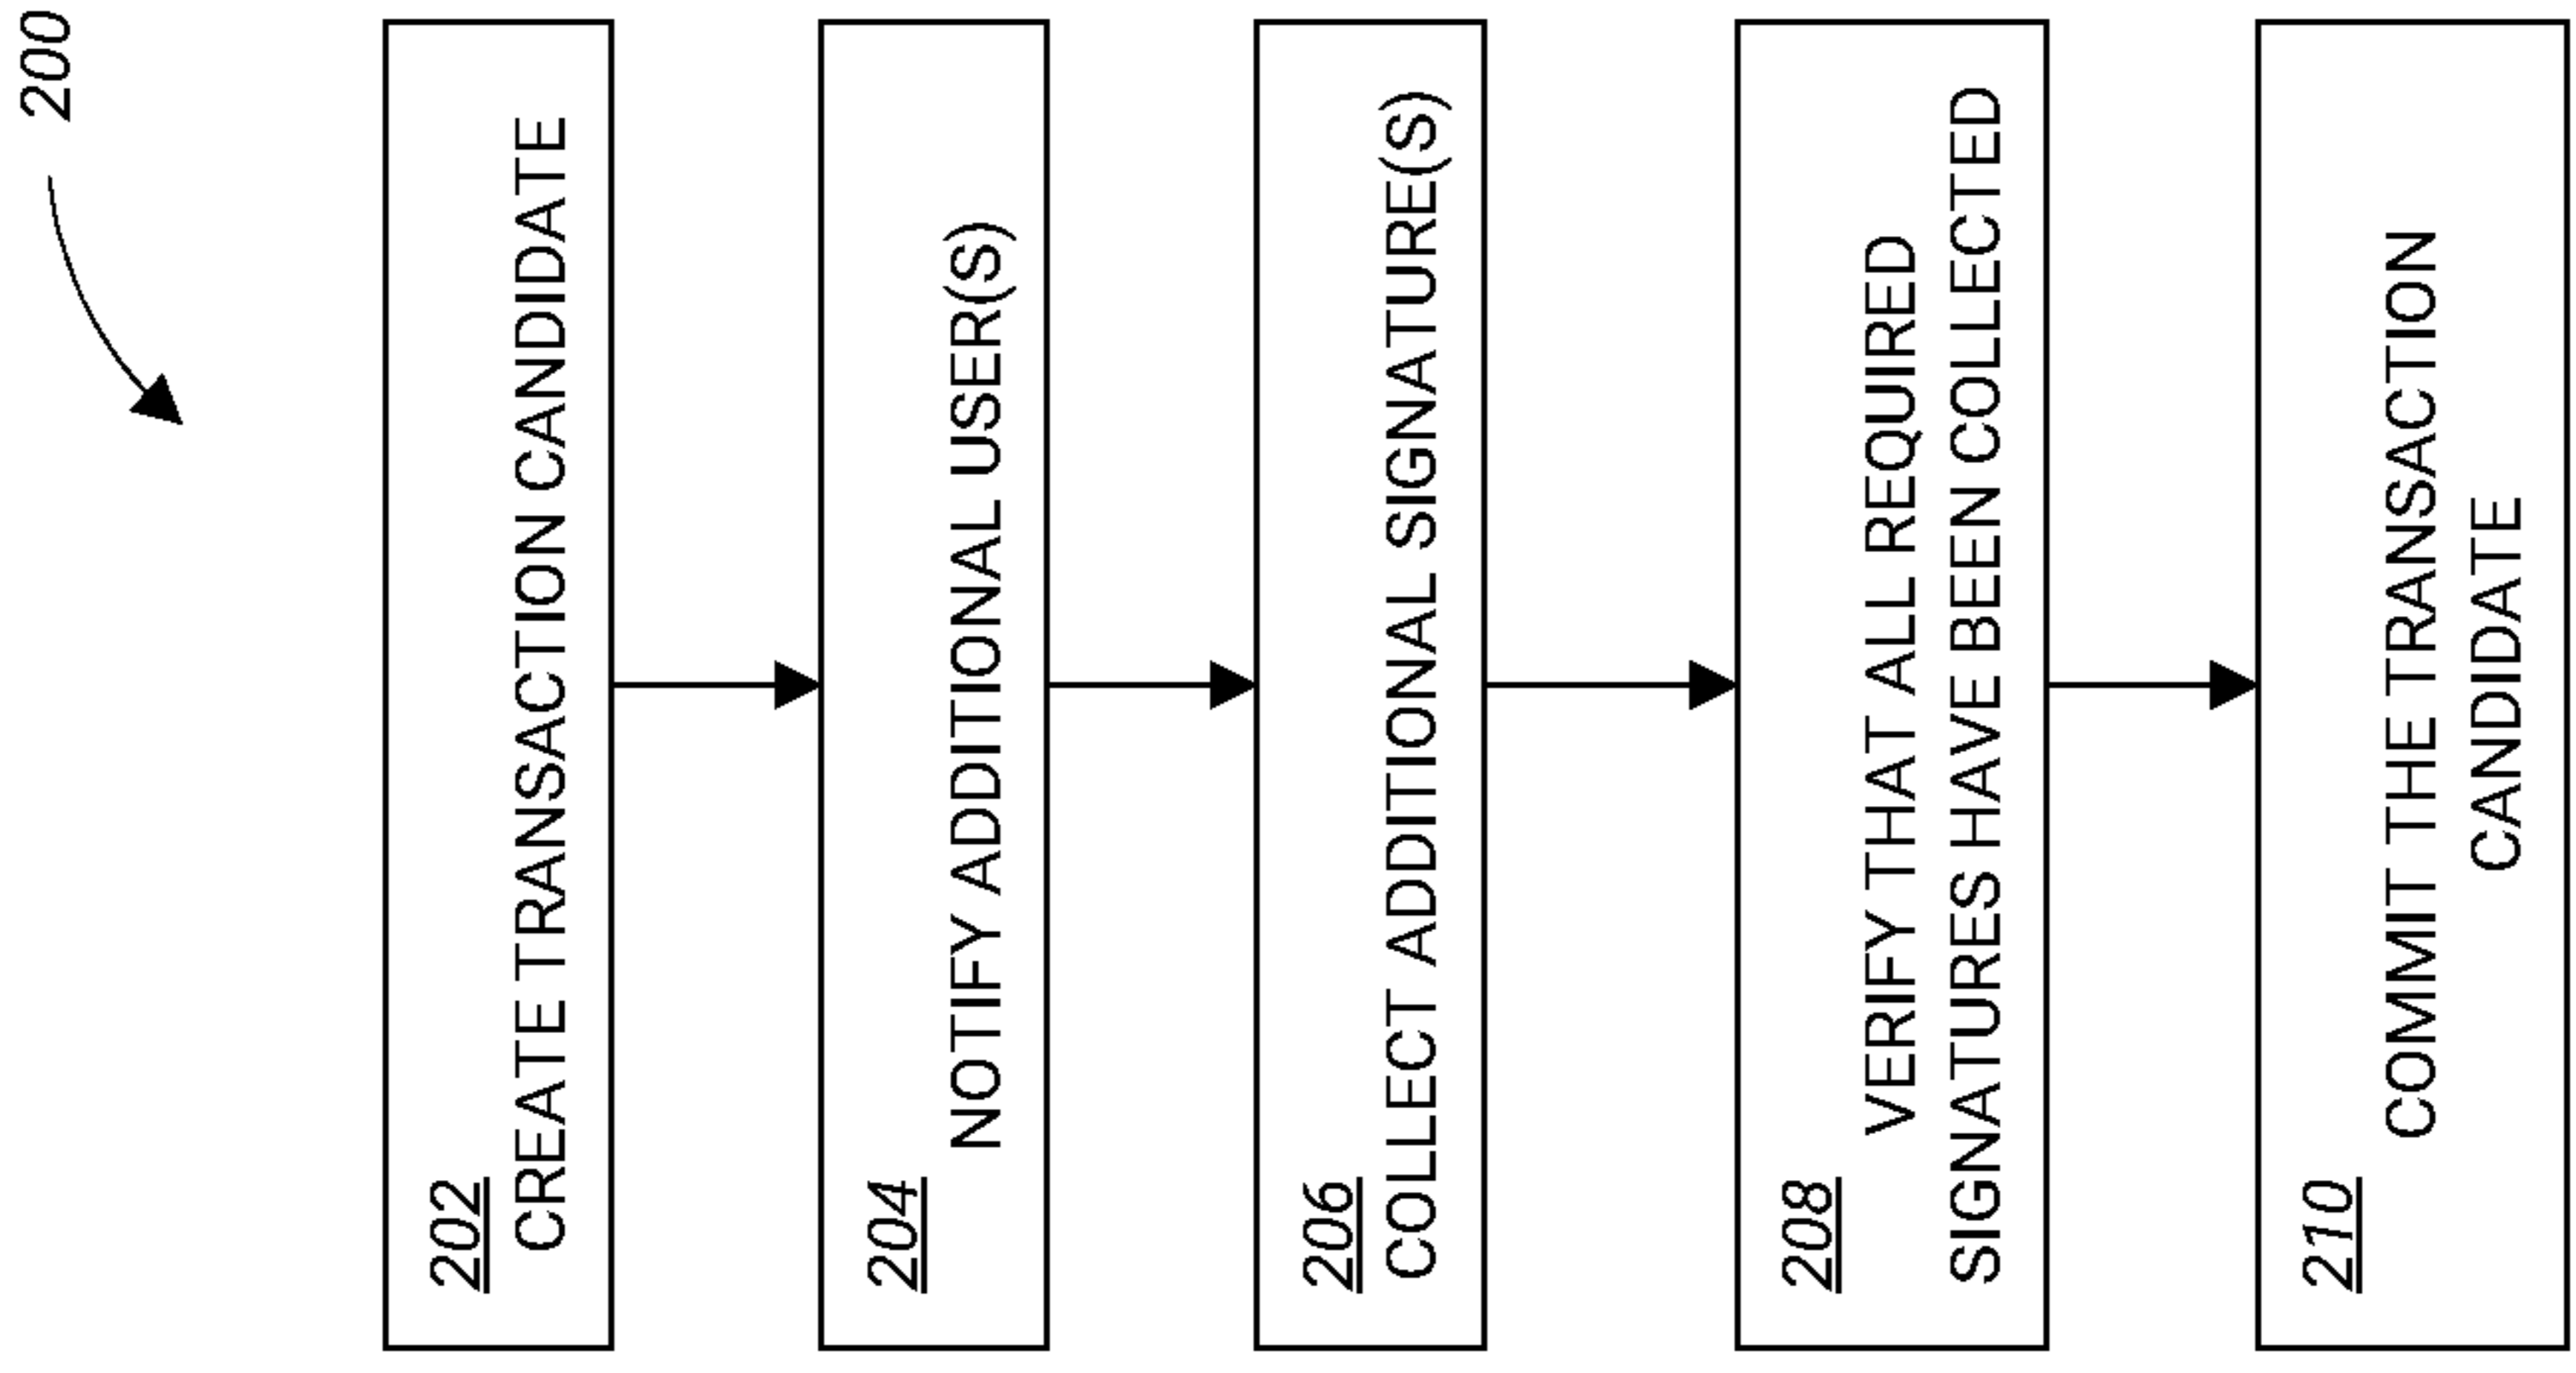 200
202
CREATE TRANSACTION CANDIDATE
204
NOTIFY ADDITIONAL USER(S)
206
COLLECT ADDITIONAL SIGNATURE(S)
208
VERIFY THAT ALL REQUIRED
SIGNATURES HAVE BEEN COLLECTED
210
COMMIT THE TRANSACTION
CANDIDATE